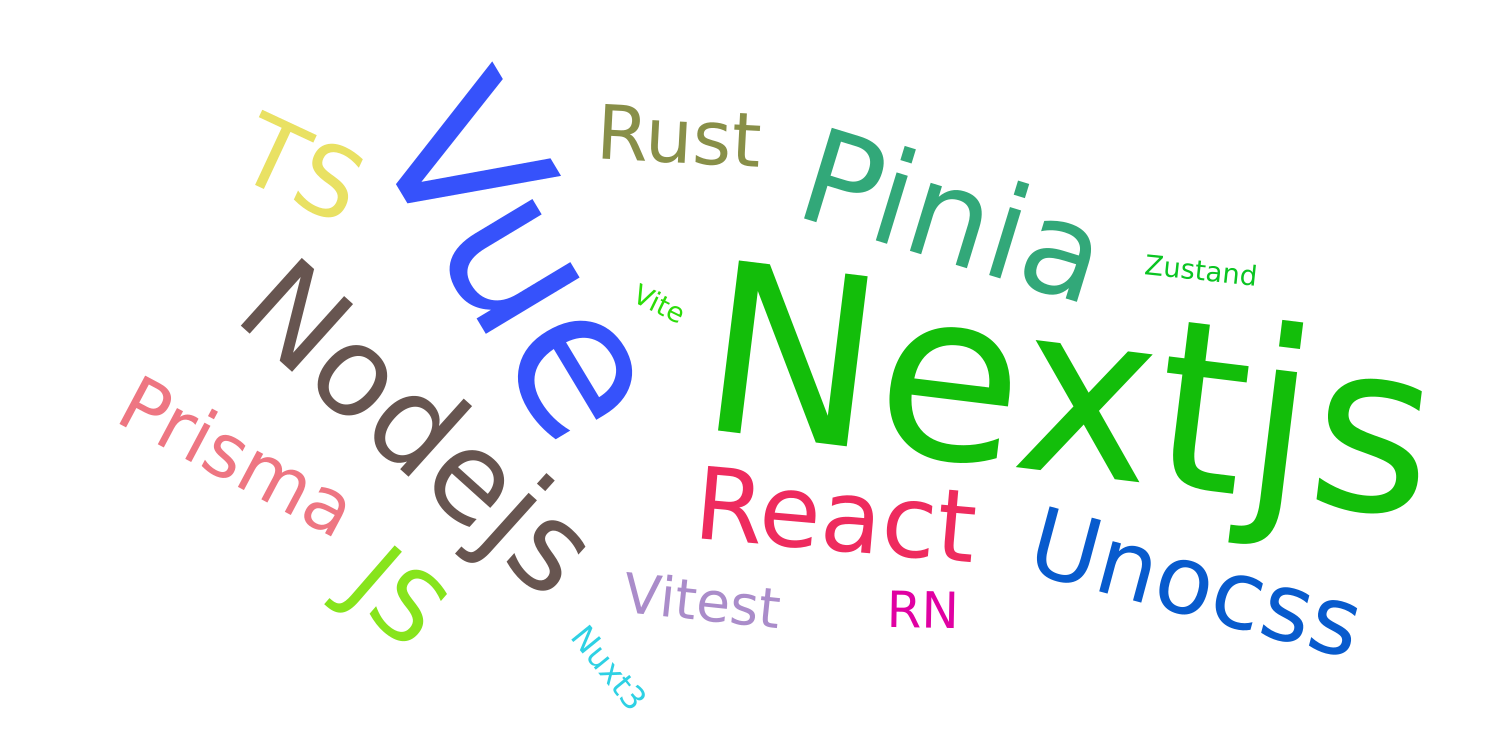 TS
Vue
Rust
Pinia
Zustand
Vite
Nextjs
Nodejs
Prisma
React
Unocss
JS
Vitest
RN
Nuxt3